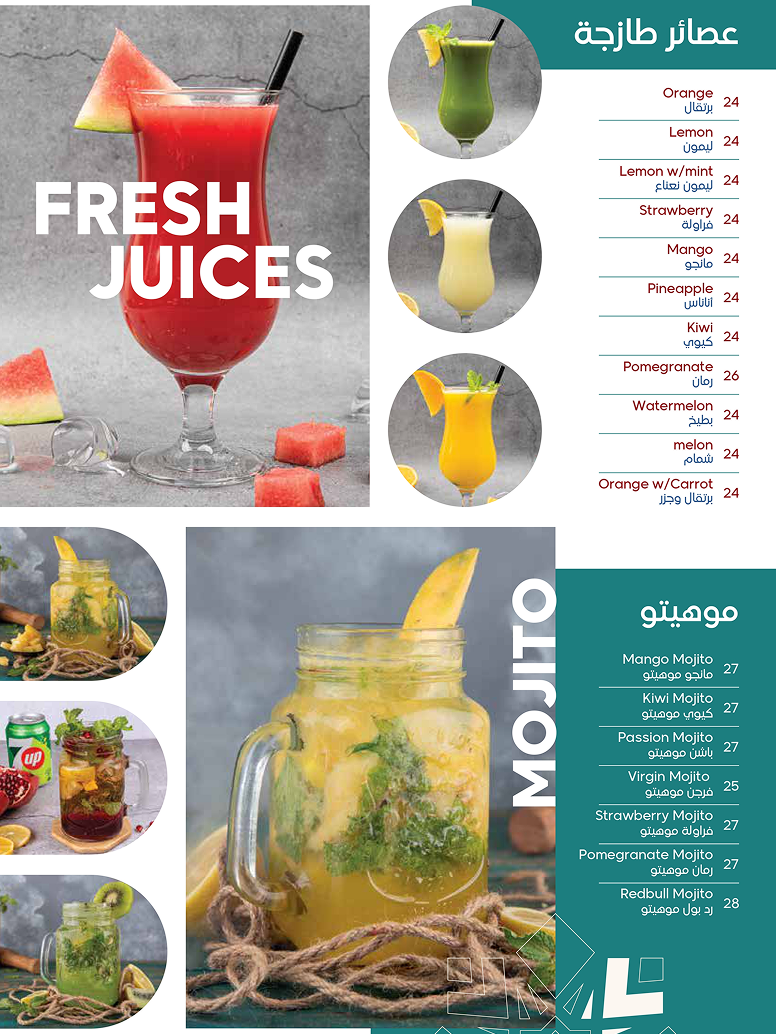 FRESH
JUICES
عصائر طازجة
Orange
برتقال
24
Lemon
ليمون
24
Lemon w/mint
ليمون نعناع
24
Strawberry
فراولة
24
Mango
مانجو
24
Pineapple
اناناس
24
Kiwi
كيوي
24
Pomegranate
رمان
26
Watermelon
بطيخ
24
melon
شمام
24
Orange w/Carrot
برتقال وجزر
24
MOJITO
موهيتو
Mango Mojito
مانجو موهيتو
27
Kiwi Mojito
كيوي موهيتو
27
Passion Mojito
باشن موهيتو
27
Virgin Mojito
فرجن موهيتو
25
Strawberry Mojito
فراولة موهيتو
27
Pomegranate Mojito
رمان موهيتو
27
Redbull Mojito
رد بول موهيتو
28
up